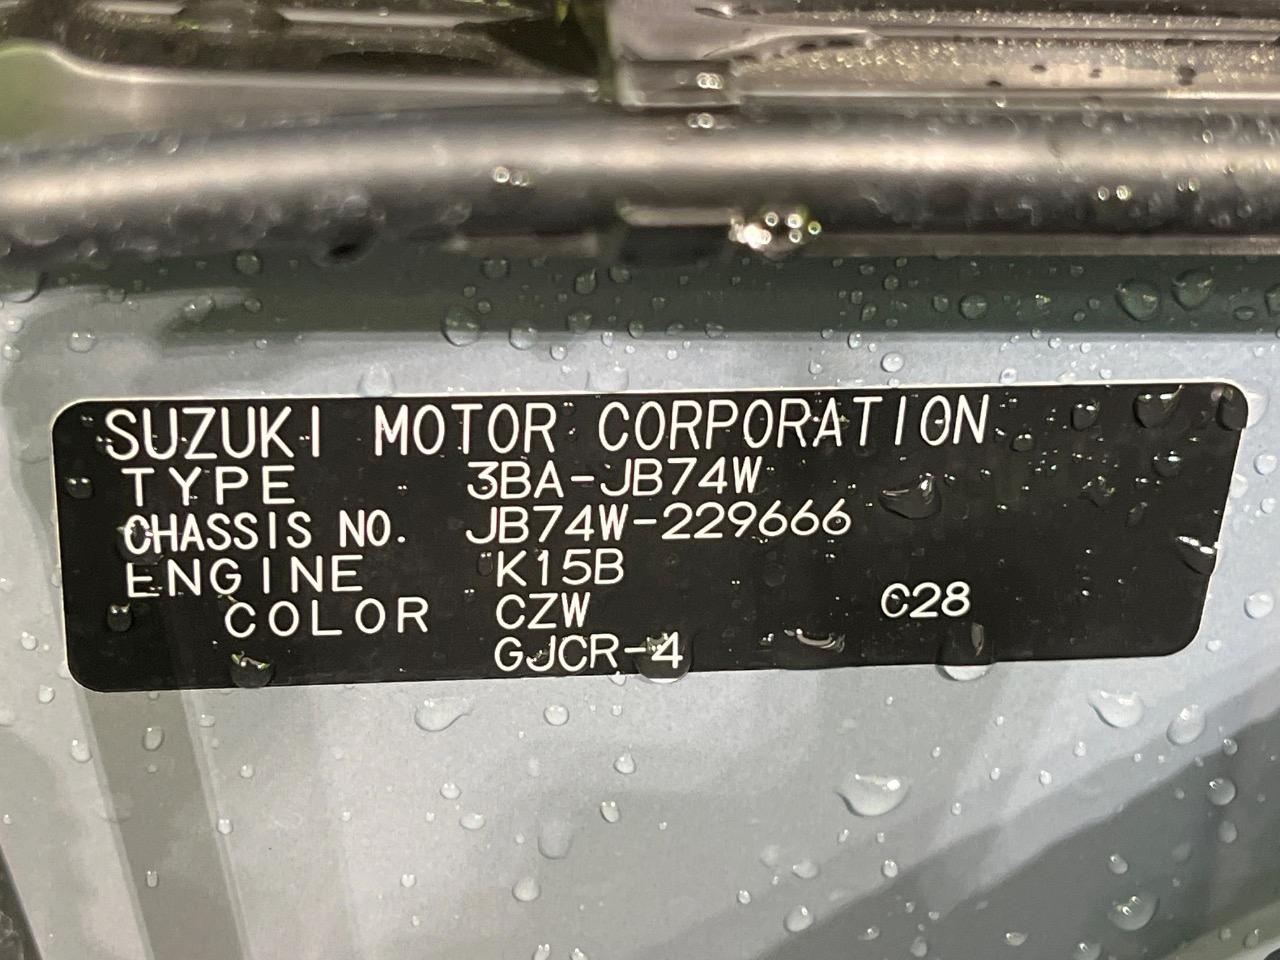 SUZUKI MOTOR CORPORATION
TYPE 3BA-JB74W
CHASSIS NO. JB74W-229666
ENGINE K15B
COLOR CZW C28
GJCR-4